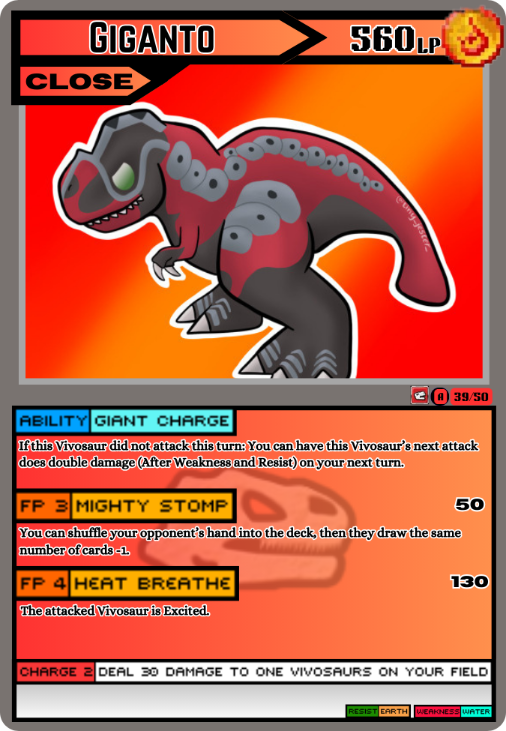 GIGANTO
560LP
CLOSE
A 39/50
ABILITY GIANT CHARGE
If this Vivosaur did not attack this turn: You can have this Vivosaur's next attack
does double damage (After Weakness and Resist) on your next turn.
FP 3 MIGHTY STOMP 50
You can shuffle your opponent's hand into the deck, then they draw the same
number of cards -1.
FP 4 HEAT BREATHE 130
The attacked Vivosaur is Excited.
CHARGE 2 DEAL 30 DAMAGE TO ONE VIVOSAURS ON YOUR FIELD
RESIST EARTH WEAKNESS WATER